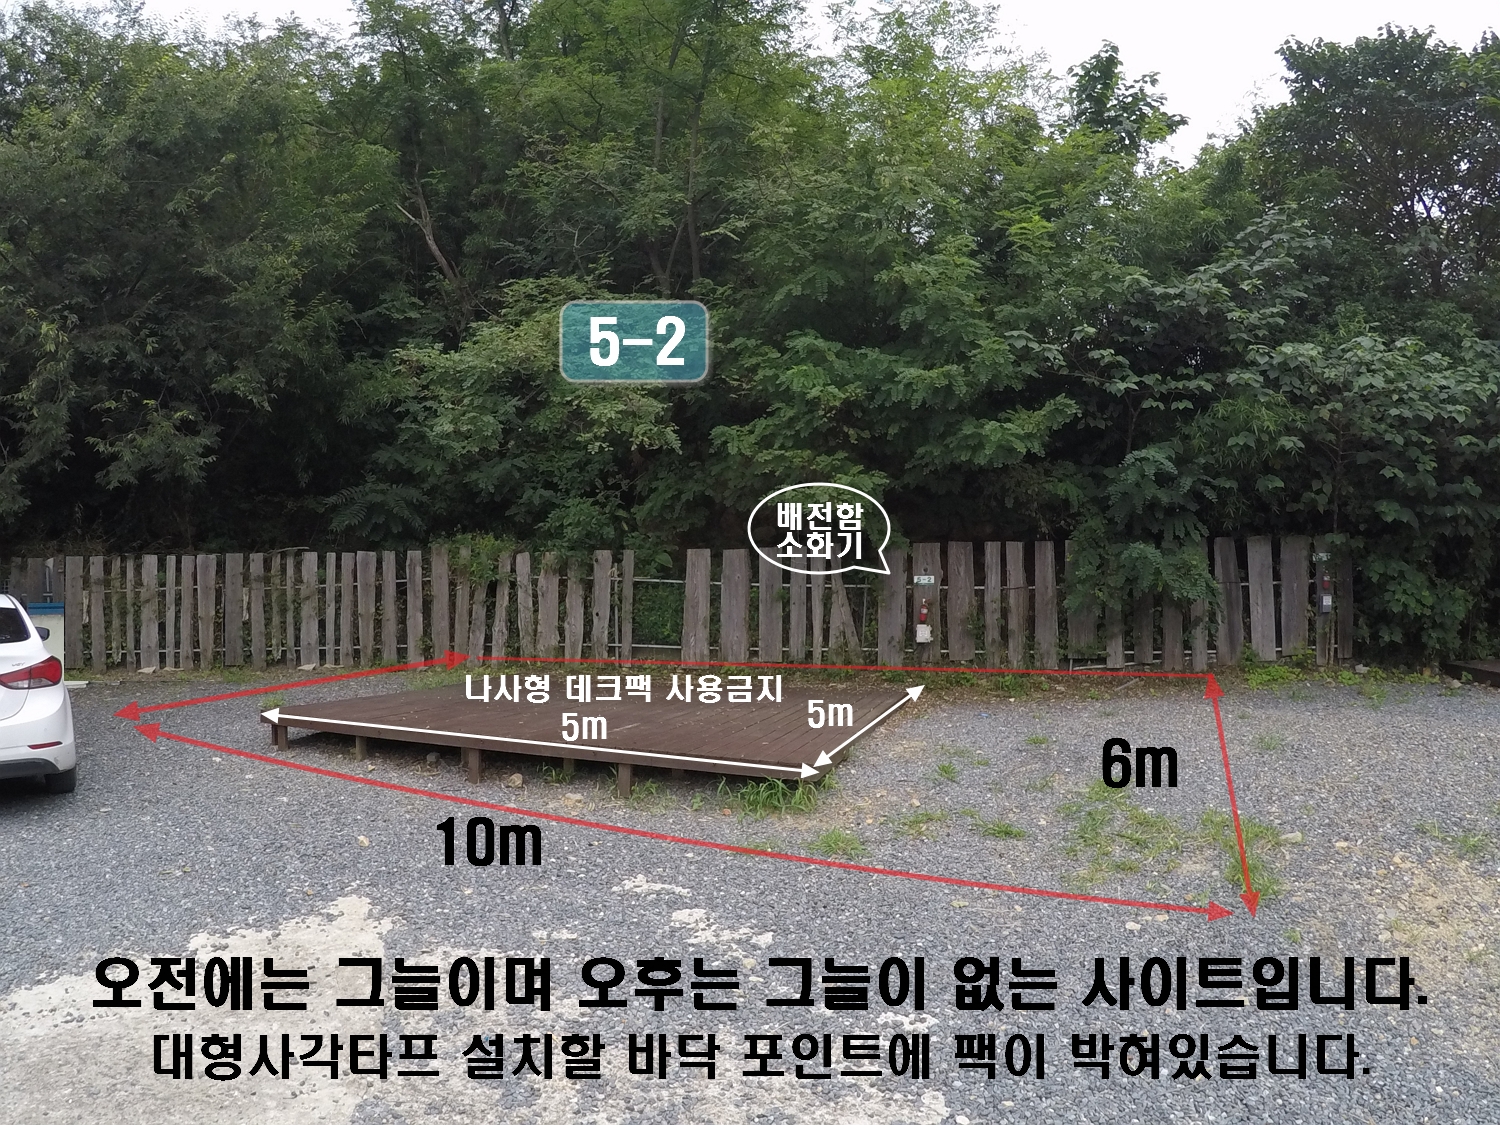 5-2
배전함
소화기
5-2
나사형 데크팩 사용금지
5m
5m
6m
10m
오전에는 그늘이며 오후는 그늘이 없는 사이트입니다.
대형사각타프 설치할 바닥 포인트에 팩이 박혀있습니다.